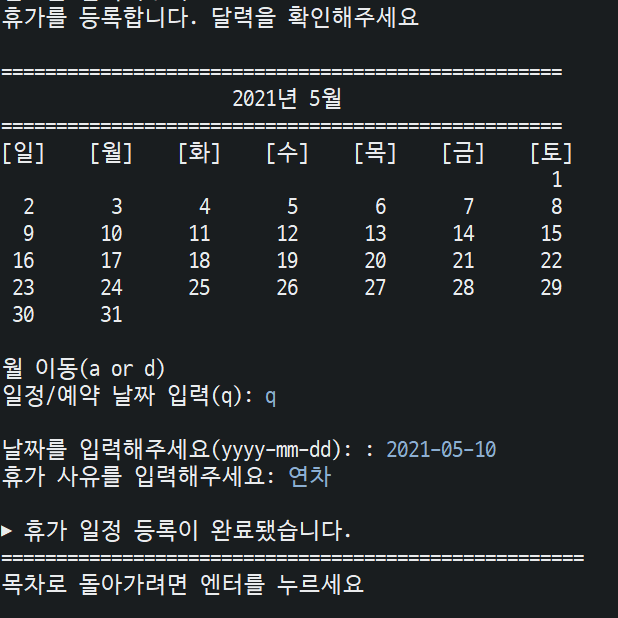 휴가를 등록합니다. 달력을 확인해주세요
===================================================
2021년 5월
===================================================
[일] [월] [화] [수] [목] [금] [토]
1
2 3 4 5 6 7 8
9 10 11 12 13 14 15
16 17 18 19 20 21 22
23 24 25 26 27 28 29
30 31
월 이동(a or d)
일정/예약 날짜 입력(q): q
날짜를 입력해주세요(yyyy-mm-dd): : 2021-05-10
휴가 사유를 입력해주세요: 연차
▶ 휴가 일정 등록이 완료됐습니다.
=====================================================
목차로 돌아가려면 엔터를 누르세요